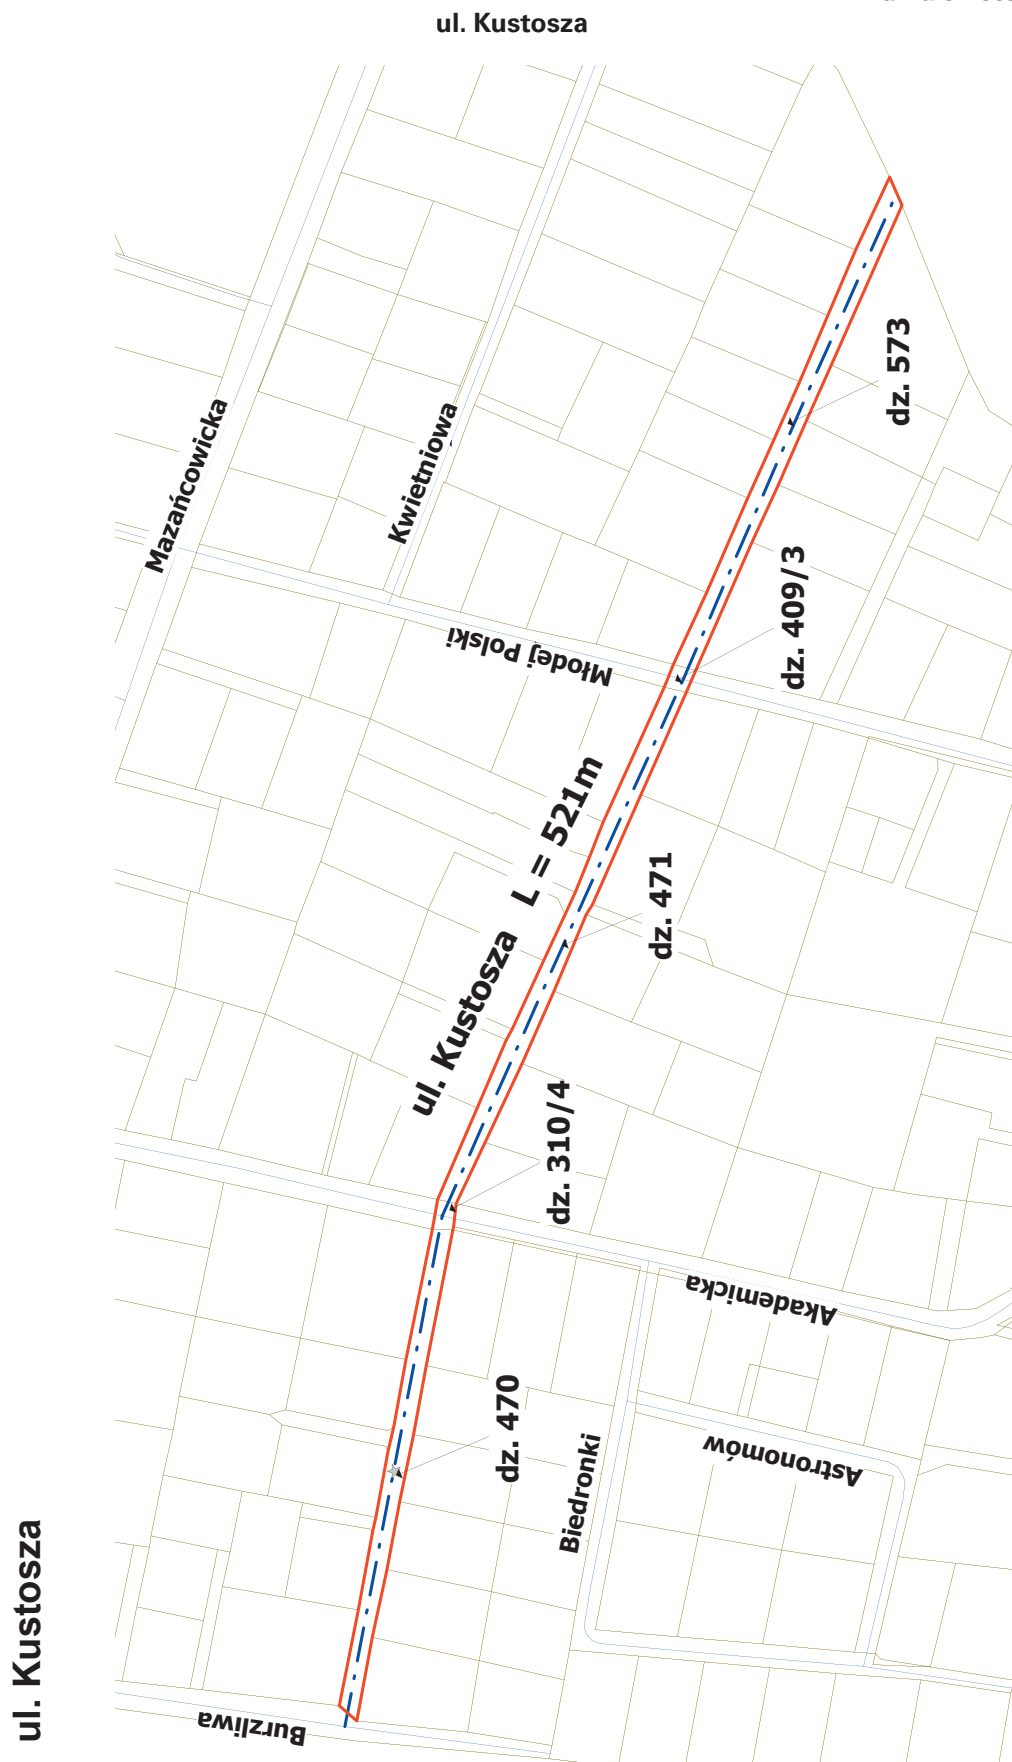 ul. Kustosza
dz. 573
Mazańcowicka
Kwietniowa
dz. 409/3
Młodej Polski
ul. Kustosza L = 521m
dz. 471
dz. 310/4
Akademicka
dz. 470
Biedronki
Astronomów
ul. Kustosza
Burzliwa